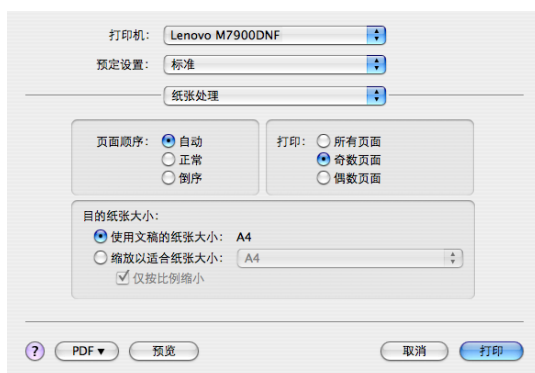 打印机： Lenovo M7900DNF
预定设置： 标准
纸张处理
页面顺序： 自动
正常
倒序
打印： 所有页面
奇数页面
偶数页面
目的纸张大小：
使用文稿的纸张大小： A4
缩放以适合纸张大小： A4
仅按比例缩小
? PDF▼ 预览 取消 打印